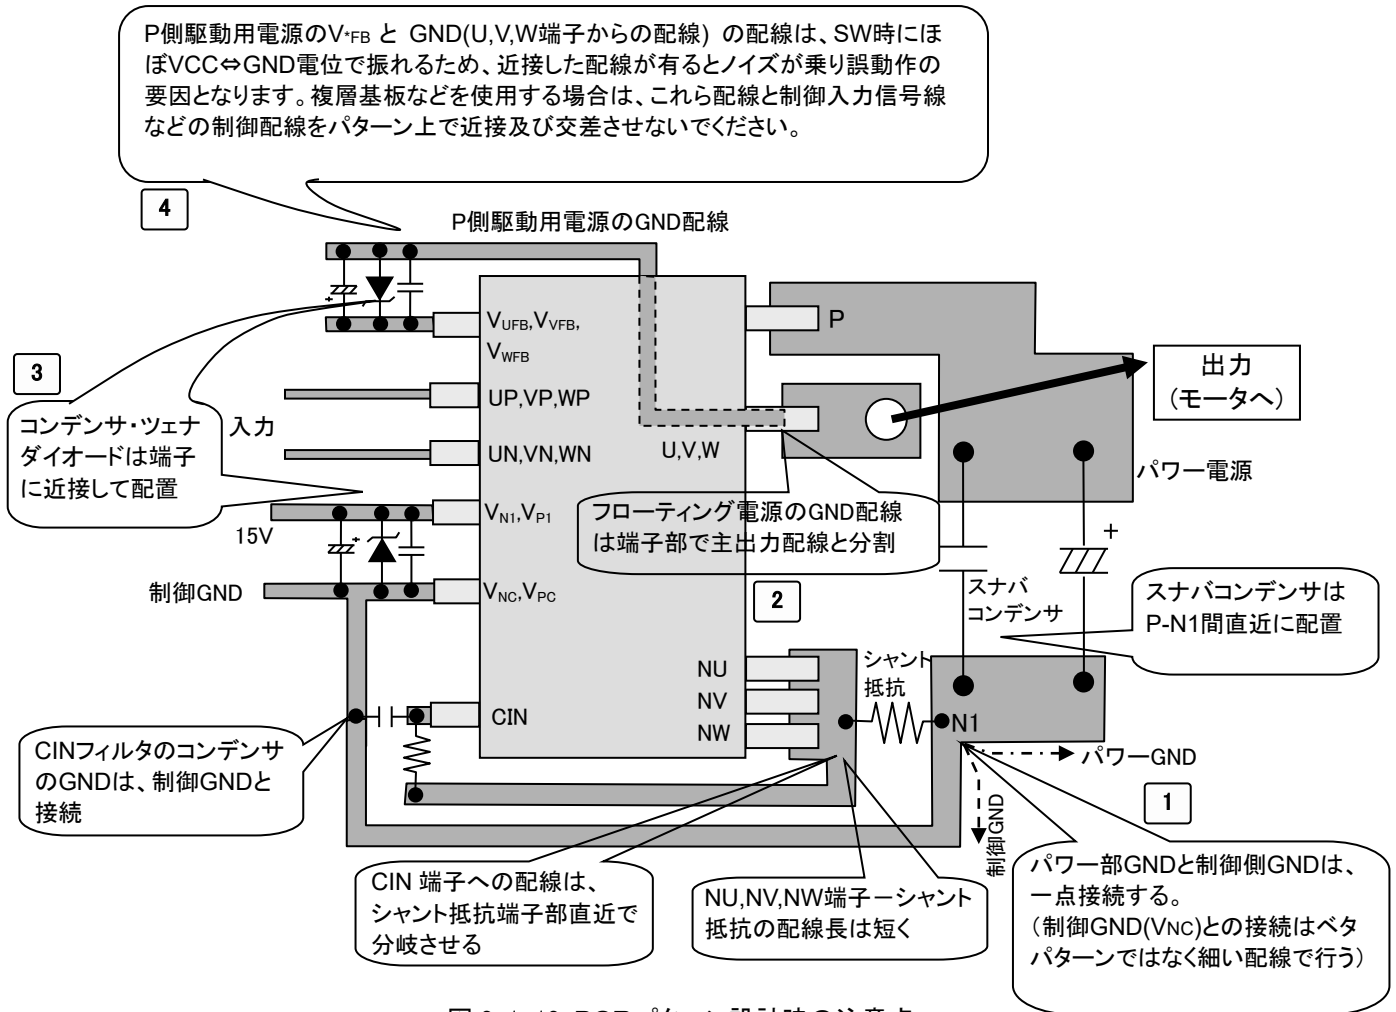 P側駆動用電源のV*FB と GND(U,V,W端子からの配線) の配線は、SW時にほ
ぼVCC⇔GND電位で振れるため、近接した配線が有るとノイズが乗り誤動作の
要因となります。複層基板などを使用する場合は、これら配線と制御入力信号線
などの制御配線をパターン上で近接及び交差させないでください。
4
P側駆動用電源のGND配線
+
VUFB,VVFB,
VWFB
P
3
出力
(モータへ)
コンデンサ・ツェナ
ダイオードは端子
に近接して配置
入力
UP,VP,WP
UN,VN,WN
U,V,W
パワー電源
フローティング電源のGND配線
は端子部で主出力配線と分割
15V
VN1,VP1
+
+
制御GND
VNC,VPC
2
スナバ
コンデンサ
スナバコンデンサは
P-N1間直近に配置
NU
NV
NW
シャント
抵抗
N1
CIN
CINフィルタのコンデンサ
のGNDは、制御GNDと
接続
パワーGND
制御GND
1
CIN 端子への配線は、
シャント抵抗端子部直近で
分岐させる
NU,NV,NW端子－シャント
抵抗の配線長は短く
パワー部GNDと制御側GNDは、
一点接続する。
(制御GND(VNC)との接続はベタ
パターンではなく細い配線で行う)